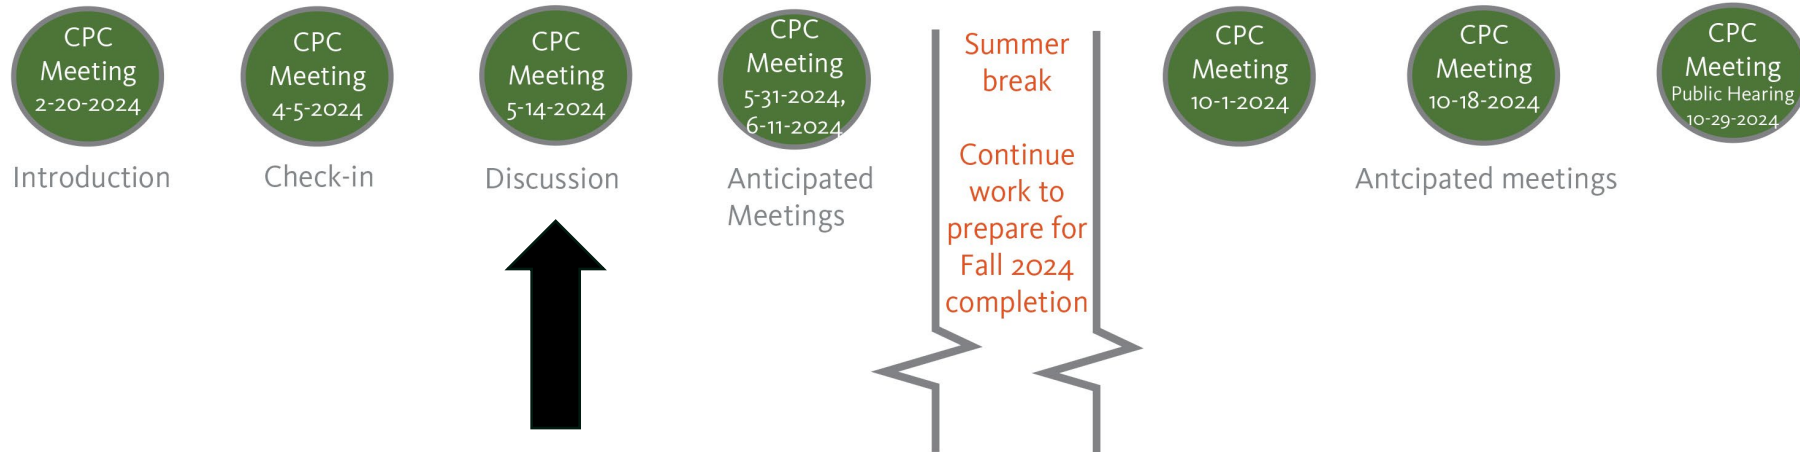 CPC
Meeting
2-20-2024
Introduction
CPC
Meeting
4-5-2024
Check-in
CPC
Meeting
5-14-2024
Discussion
CPC
Meeting
5-31-2024,
6-11-2024
Anticipated
Meetings
Summer
break
Continue
work to
prepare for
Fall 2024
completion
CPC
Meeting
10-1-2024
CPC
Meeting
10-18-2024
CPC
Meeting
Public Hearing
10-29-2024
Antcipated meetings